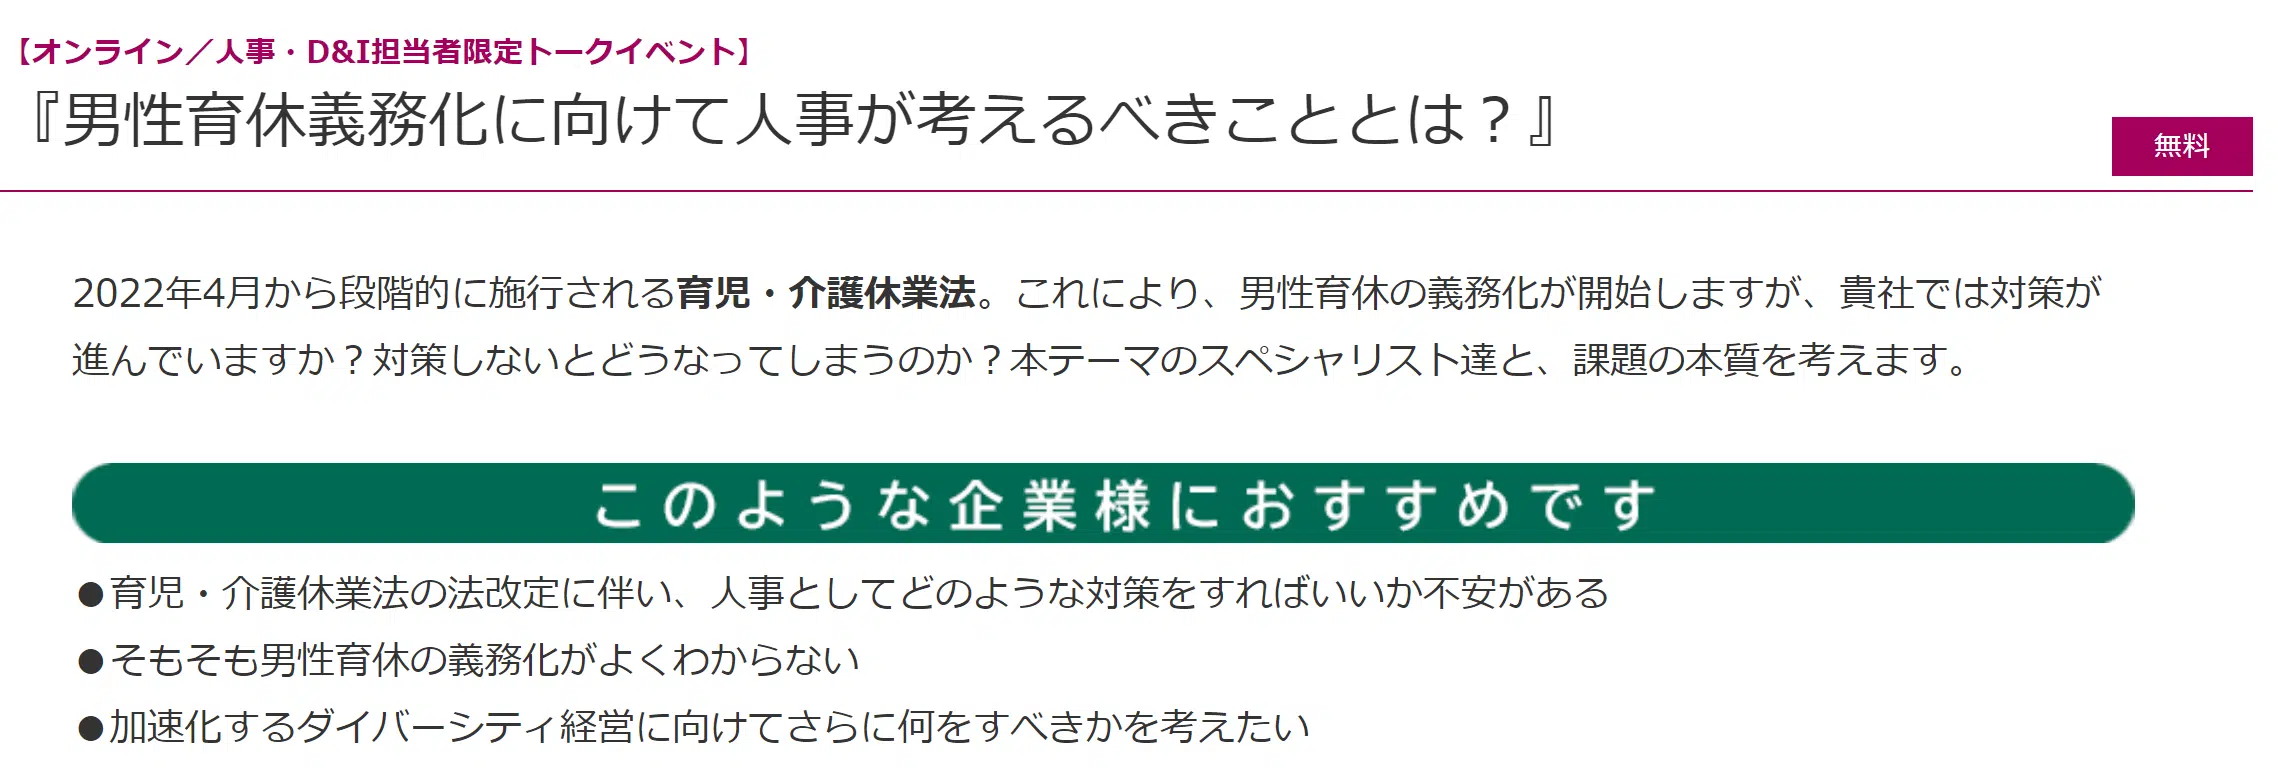 【オンライン／人事・D&I担当者限定トークイベント】
『男性育休義務化に向けて人事が考えるべきこととは？』
無料
2022年4月から段階的に施行される育児・介護休業法。これにより、男性育休の義務化が開始しますが、貴社では対策が
進んでいますか？対策しないとどうなってしまうのか？本テーマのスペシャリスト達と、課題の本質を考えます。
このような企業様におすすめです
●育児・介護休業法の法改定に伴い、人事としてどのような対策をすればいいか不安がある
●そもそも男性育休の義務化がよくわからない
●加速化するダイバーシティ経営に向けてさらに何をすべきかを考えたい